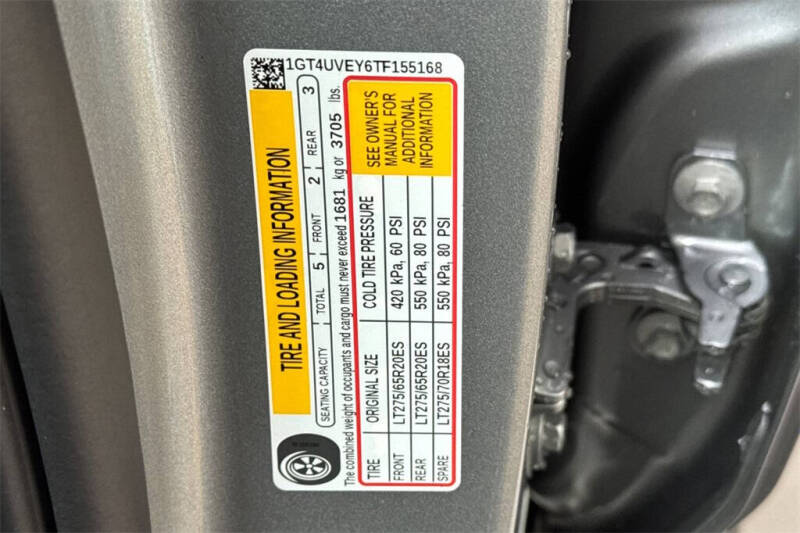 1GT4UVEY6TF155168
TIRE AND LOADING INFORMATION
SEATING CAPACITY TOTAL 5 FRONT 2 REAR 3
The combined weight of occupants and cargo must never exceed 1681 kg or 3705 lbs.
TIRE ORIGINAL SIZE COLD TIRE PRESSURE
FRONT LT275/65R20ES 420 kPa, 60 PSI
REAR LT275/65R20ES 550 kPa, 80 PSI
SPARE LT275/70R18ES 550 kPa, 80 PSI
SEE OWNER'S
MANUAL FOR
ADDITIONAL
INFORMATION